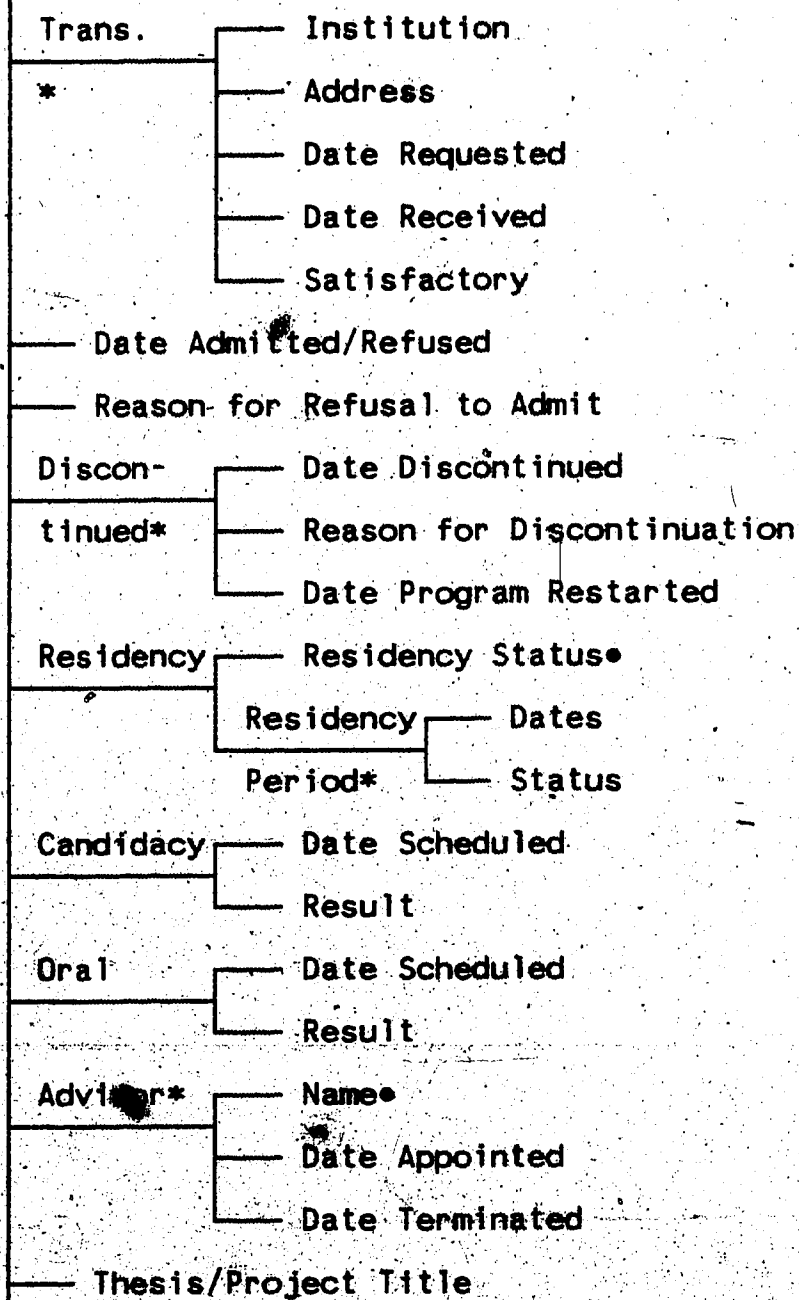 Trans.
Institution
*
Address
Date Requested
Date Received
Satisfactory
Date Admitted/Refused
Reason for Refusal to Admit
Discon-
Date Discontinued
tinued*
Reason for Discontinuation
Date Program Restarted
Residency
Residency Status●
Residency
Dates
Period*
Status
Candidacy
Date Scheduled
Result
Oral
Date Scheduled
Result
Advisor*
Name●
Date Appointed
Date Terminated
Thesis/Project Title